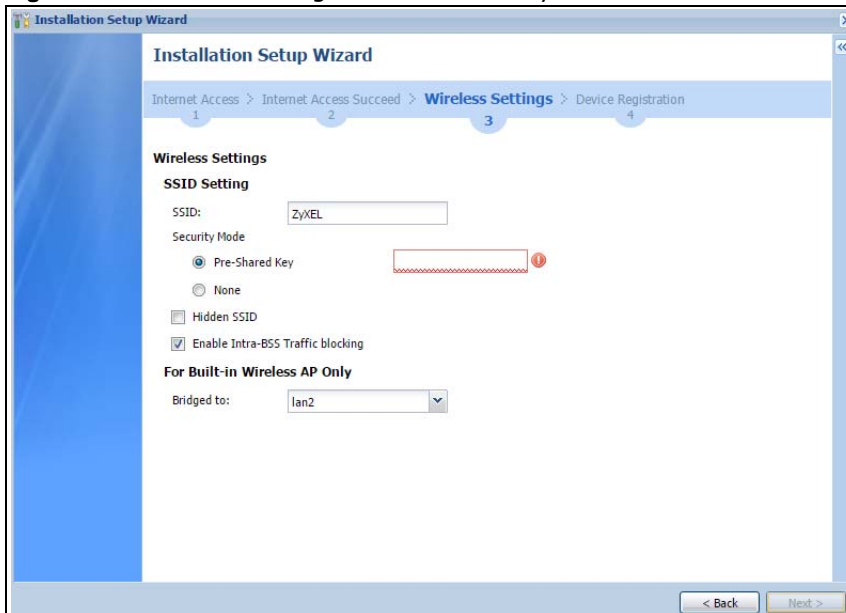 Installation Setup Wizard
Installation Setup Wizard
Internet Access > Internet Access Succeed > Wireless Settings > Device Registration
1 2 3 4
Wireless Settings
SSID Setting
SSID: ZyXEL
Security Mode
Pre-Shared Key
None
Hidden SSID
Enable Intra-BSS Traffic blocking
For Built-in Wireless AP Only
Bridged to: lan2
< Back Next >